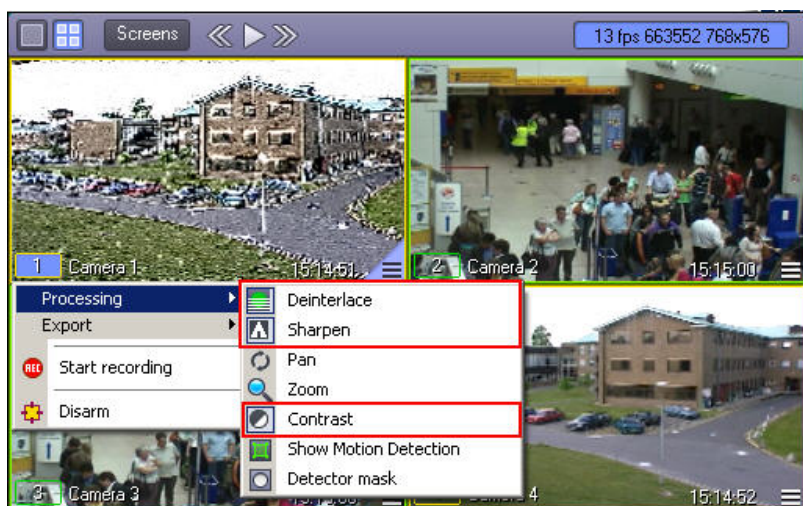 Screens
13 fps 663552 768x576
1 Camera 1 15:14:51
2 Camera 2 15:15:00
Processing
Export
REC Start recording
Disarm
Deinterlace
Sharpen
Pan
Zoom
Contrast
Show Motion Detection
Detector mask
3 Camera 3
4 15:14:52